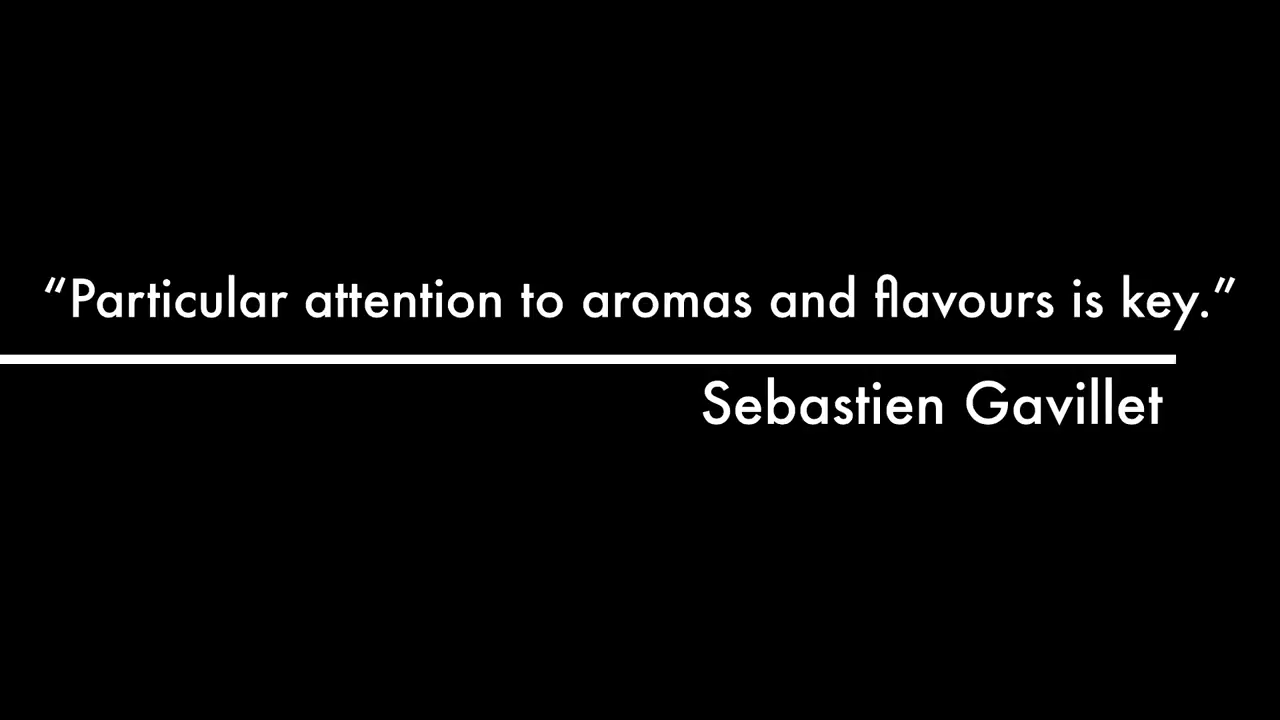 “Particular attention to aromas and flavours is key.”
Sebastien Gavillet